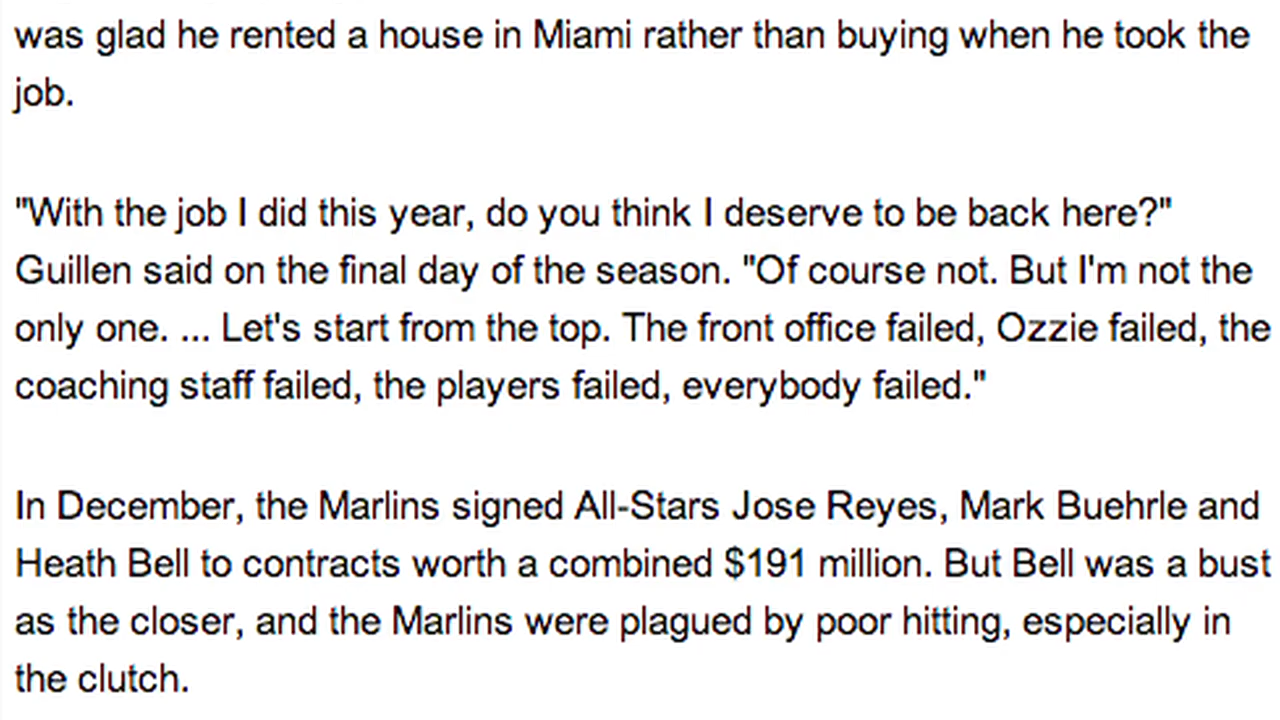 was glad he rented a house in Miami rather than buying when he took the
job.
"With the job I did this year, do you think I deserve to be back here?"
Guillen said on the final day of the season. "Of course not. But I'm not the
only one. ... Let's start from the top. The front office failed, Ozzie failed, the
coaching staff failed, the players failed, everybody failed."
In December, the Marlins signed All-Stars Jose Reyes, Mark Buehrle and
Heath Bell to contracts worth a combined $191 million. But Bell was a bust
as the closer, and the Marlins were plagued by poor hitting, especially in
the clutch.